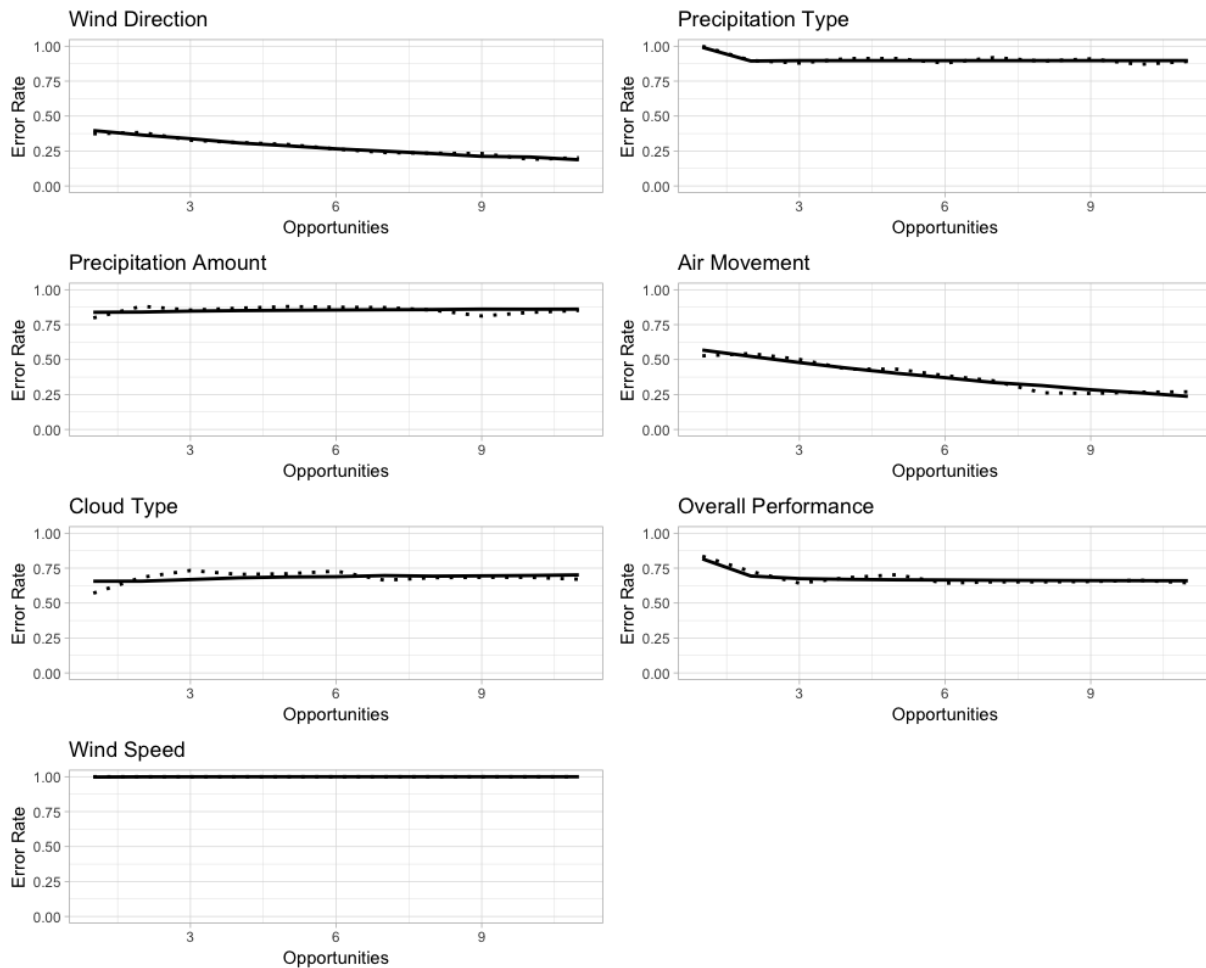 Wind Direction
1.00
0.75
0.50
0.25
0.00
Error Rate
3 6 9
Opportunities
Precipitation Type
1.00
0.75
0.50
0.25
0.00
Error Rate
3 6 9
Opportunities
Precipitation Amount
1.00
0.75
0.50
0.25
0.00
Error Rate
3 6 9
Opportunities
Air Movement
1.00
0.75
0.50
0.25
0.00
Error Rate
3 6 9
Opportunities
Cloud Type
1.00
0.75
0.50
0.25
0.00
Error Rate
3 6 9
Opportunities
Overall Performance
1.00
0.75
0.50
0.25
0.00
Error Rate
3 6 9
Opportunities
Wind Speed
1.00
0.75
0.50
0.25
0.00
Error Rate
3 6 9
Opportunities